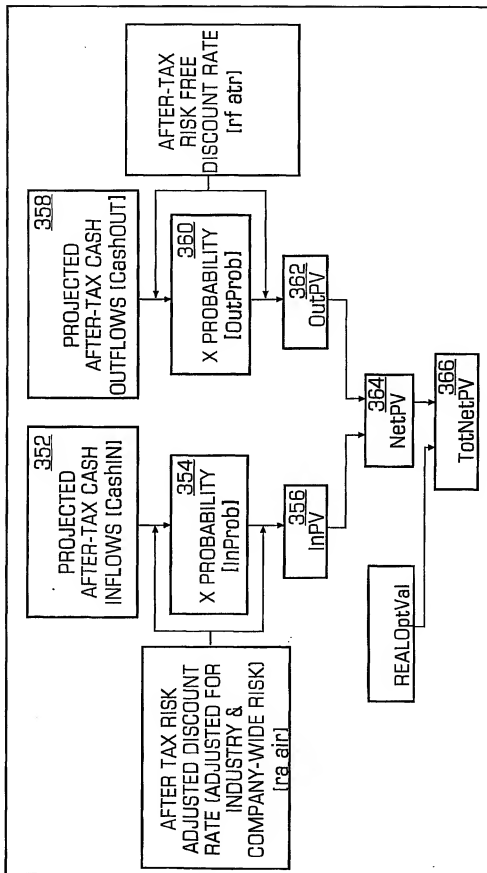 352
PROJECTED
AFTER-TAX CASH
INFLOWS [CashIN]
358
PROJECTED
AFTER-TAX CASH
OUTFLOWS [CashOUT]
AFTER TAX RISK
ADJUSTED DISCOUNT
RATE (ADJUSTED FOR
INDUSTRY &
COMPANY-WIDE RISK)
[ra air]
354
X PROBABILITY
[InProb]
360
X PROBABILITY
[OutProb]
AFTER-TAX
RISK FREE
DISCOUNT RATE
[rf atr]
356
InPV
362
OutPV
364
NetPV
REALOptVal
366
TotNetPV